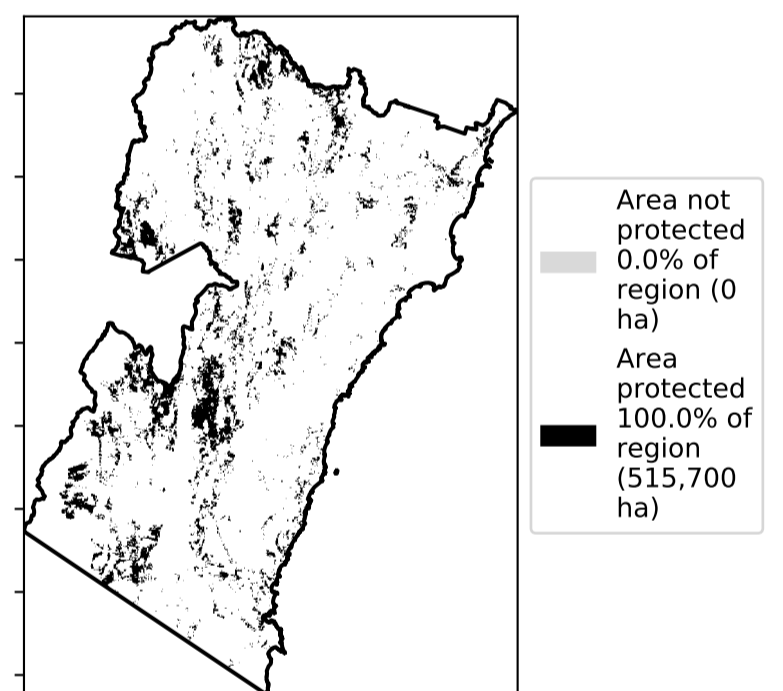 Area not
protected
0.0% of
region (0
ha)
Area
protected
100.0% of
region
(515,700
ha)